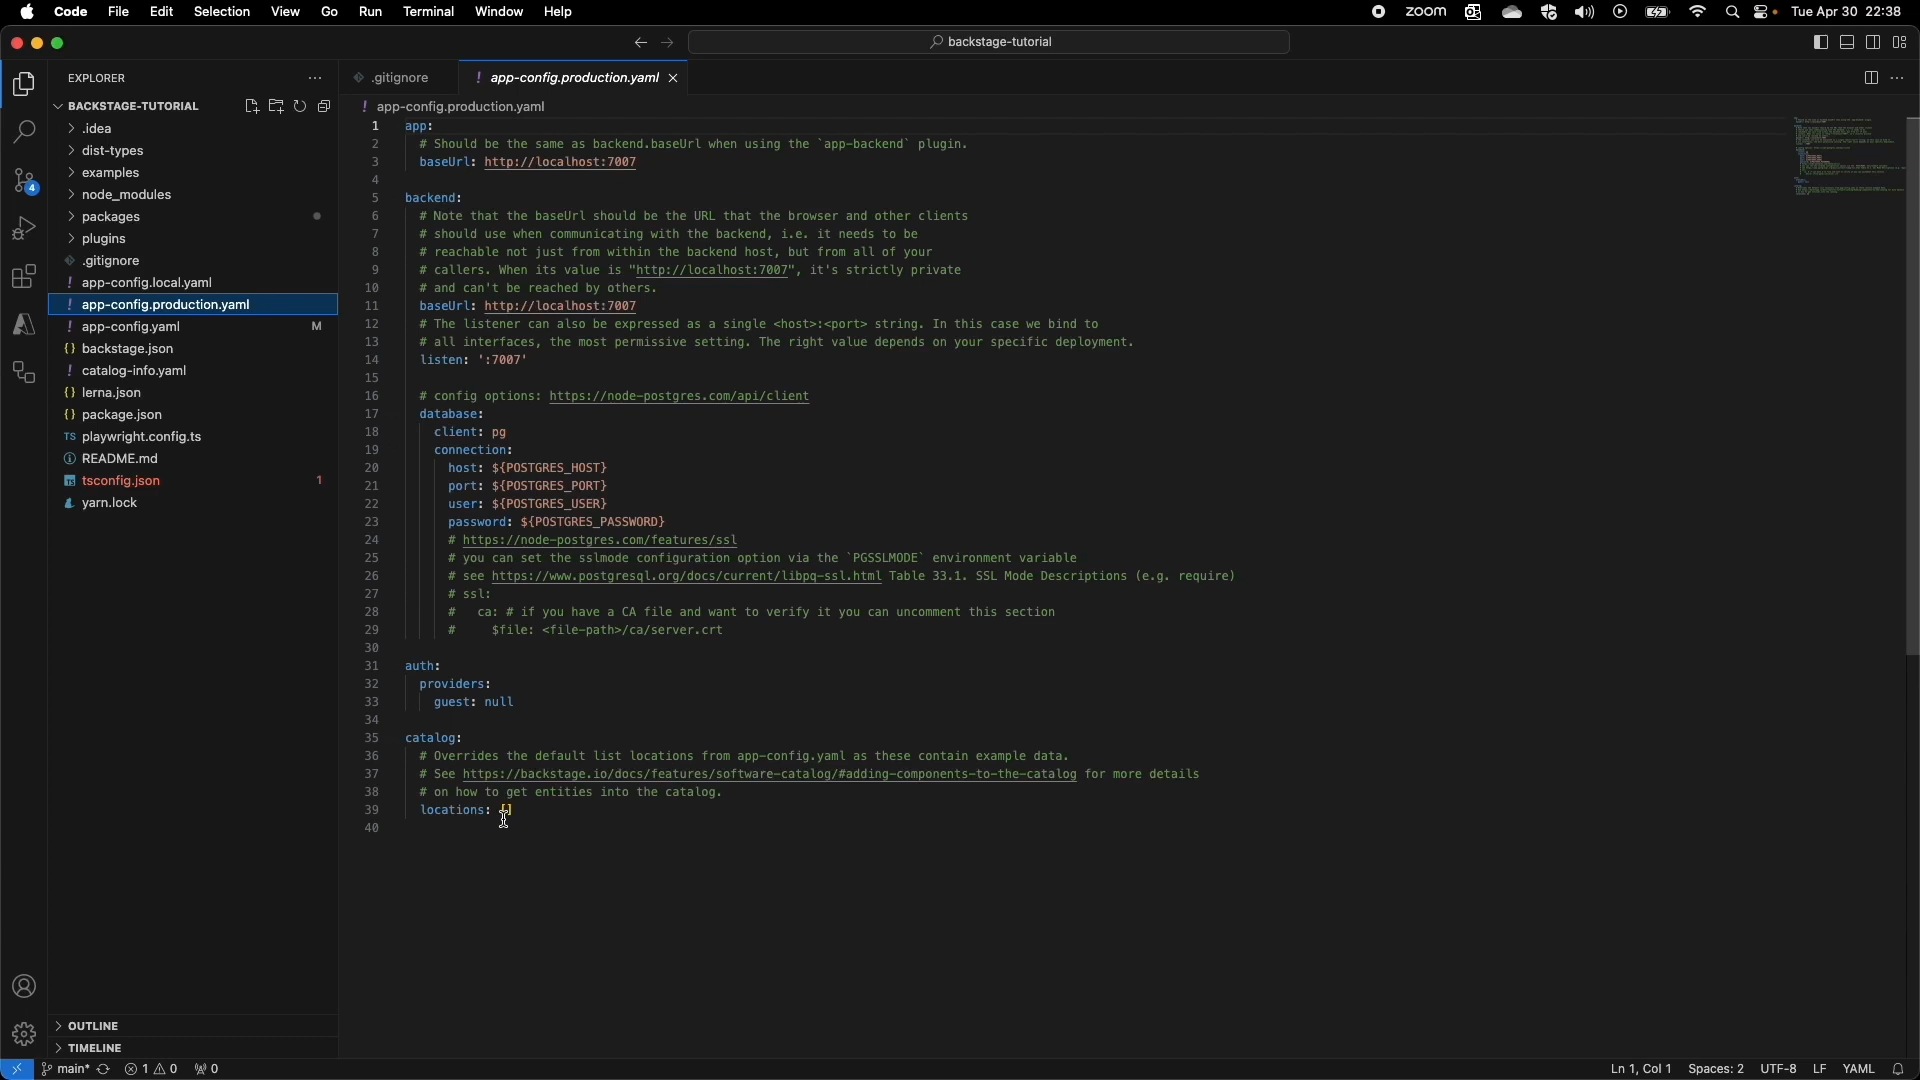 Code File Edit Selection View Go Run Terminal Window Help zoom Tue Apr 30 22:38
backstage-tutorial
EXPLORER
.gitignore
! app-config.production.yaml
BACKSTAGE-TUTORIAL
! app-config.production.yaml
.idea
dist-types
examples
node_modules
packages
plugins
.gitignore
! app-config.local.yaml
! app-config.production.yaml
! app-config.yaml M
{} backstage.json
! catalog-info.yaml
{} lerna.json
{} package.json
TS playwright.config.ts
README.md
tsconfig.json 1
yarn.lock
4
1 app:
2 # Should be the same as backend.baseUrl when using the `app-backend` plugin.
3 baseUrl: http://localhost:7007
4
5 backend:
6 # Note that the baseUrl should be the URL that the browser and other clients
7 # should use when communicating with the backend, i.e. it needs to be
8 # reachable not just from within the backend host, but from all of your
9 # callers. When its value is "http://localhost:7007", it's strictly private
10 # and can't be reached by others.
11 baseUrl: http://localhost:7007
12 # The listener can also be expressed as a single <host>:<port> string. In this case we bind to
13 # all interfaces, the most permissive setting. The right value depends on your specific deployment.
14 listen: ':7007'
15
16 # config options: https://node-postgres.com/api/client
17 database:
18 client: pg
19 connection:
20 host: ${POSTGRES_HOST}
21 port: ${POSTGRES_PORT}
22 user: ${POSTGRES_USER}
23 password: ${POSTGRES_PASSWORD}
24 # https://node-postgres.com/features/ssl
25 # you can set the sslmode configuration option via the `PGSSLMODE` environment variable
26 # see https://www.postgresql.org/docs/current/libpq-ssl.html Table 33.1. SSL Mode Descriptions (e.g. require)
27 # ssl:
28 # ca: # if you have a CA file and want to verify it you can uncomment this section
29 # $file: <file-path>/ca/server.crt
30
31 auth:
32 providers:
33 guest: null
34
35 catalog:
36 # Overrides the default list locations from app-config.yaml as these contain example data.
37 # See https://backstage.io/docs/features/software-catalog/#adding-components-to-the-catalog for more details
38 # on how to get entities into the catalog.
39 locations: []
40
OUTLINE
TIMELINE
main* 1 0 0 Ln 1, Col 1 Spaces: 2 UTF-8 LF YAML